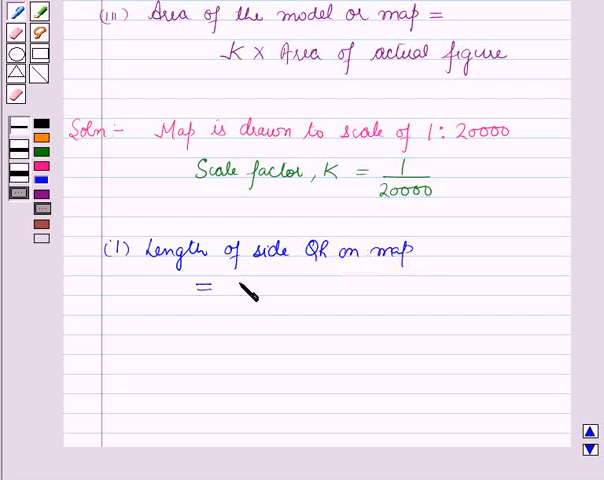 (iii) Area of the model or map =
K × Area of actual figure
Soln:- Map is drawn to scale of 1 : 20000
Scale factor, K = 1/20000
(i) Length of side QR on map
=